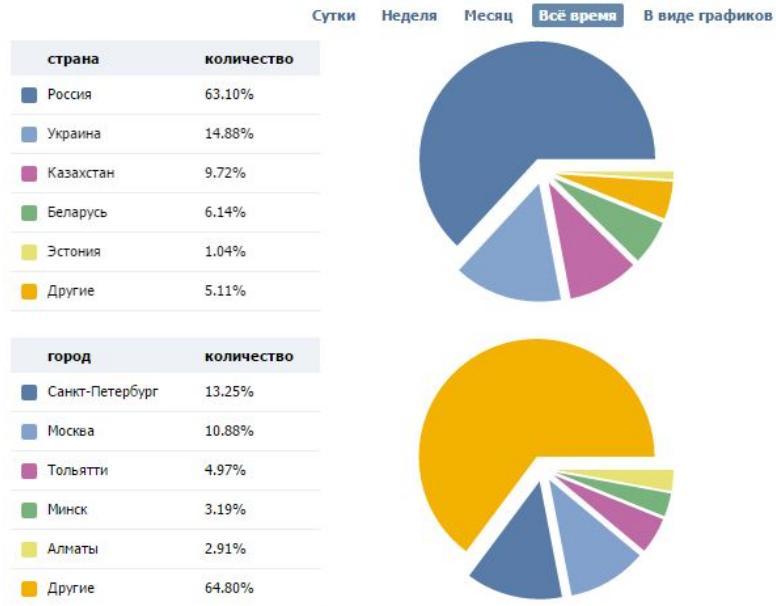 Сутки Неделя Месяц Всё время В виде графиков
страна количество
Россия 63.10%
Украина 14.88%
Казахстан 9.72%
Беларусь 6.14%
Эстония 1.04%
Другие 5.11%
город количество
Санкт-Петербург 13.25%
Москва 10.88%
Тольятти 4.97%
Минск 3.19%
Алматы 2.91%
Другие 64.80%